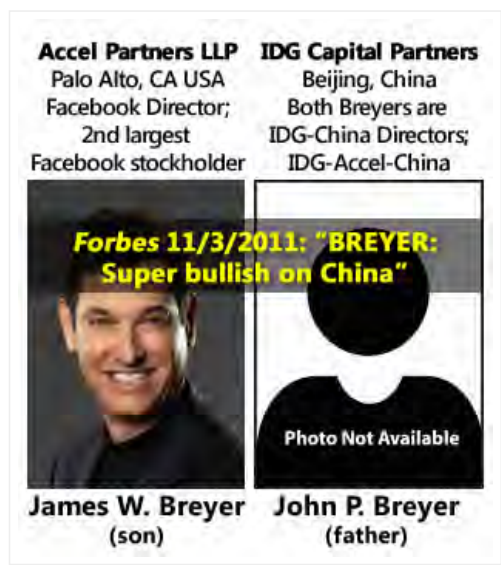 Accel Partners LLP
Palo Alto, CA USA
Facebook Director;
2nd largest
Facebook stockholder
IDG Capital Partners
Beijing, China
Both Breyers are
IDG-China Directors;
IDG-Accel-China
Forbes 11/3/2011: “BREYER:
Super bullish on China”
Photo Not Available
James W. Breyer
(son)
John P. Breyer
(father)